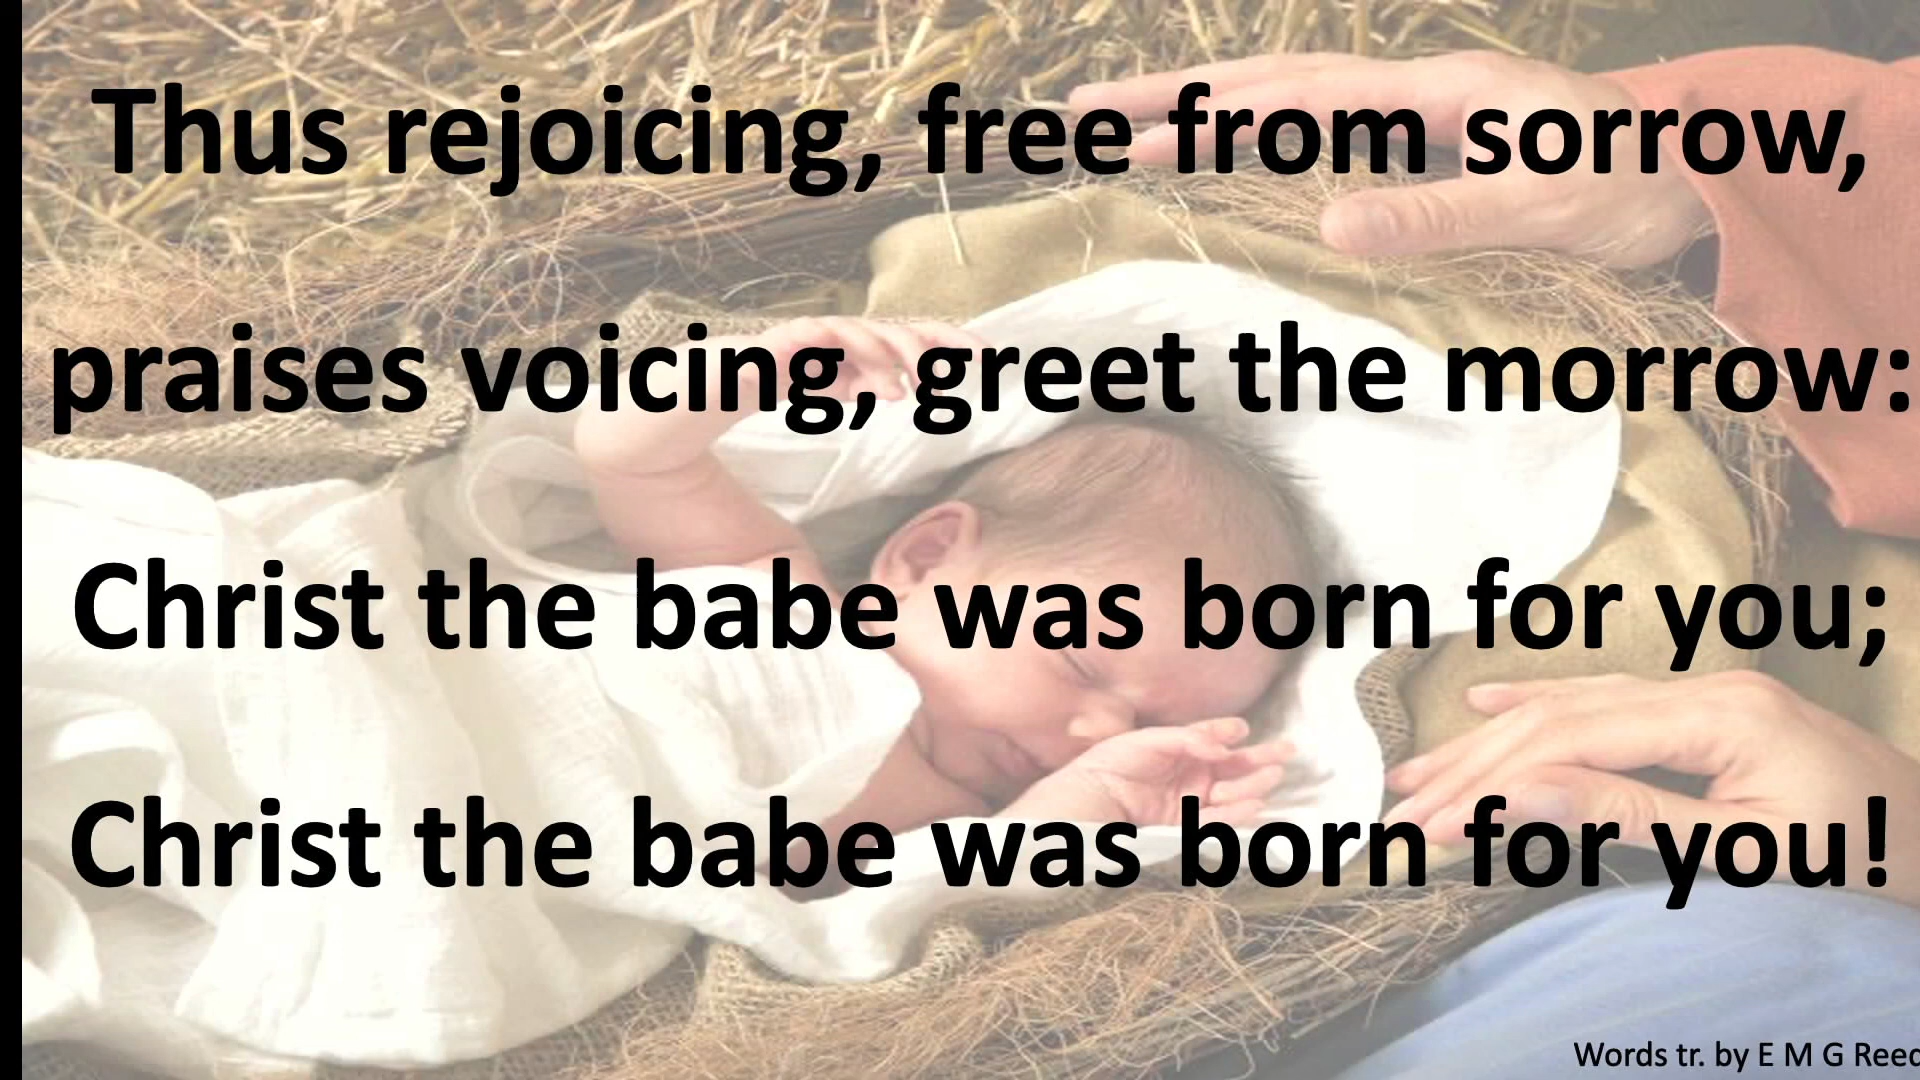 Thus rejoicing, free from sorrow,
praises voicing, greet the morrow:
Christ the babe was born for you;
Christ the babe was born for you!
Words tr. by E M G Reed